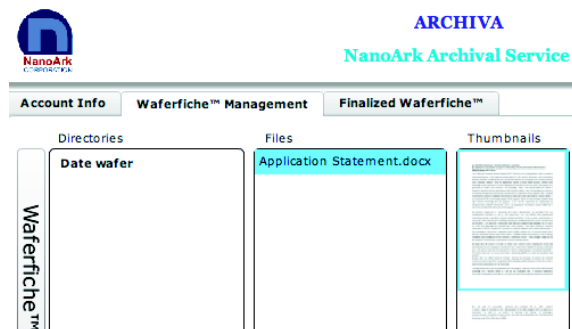 NanoArk
CORPORATION
ARCHIVA
NanoArk Archival Service
Account Info
Waferfiche™ Management
Finalized Waferfiche™
Directories
Files
Thumbnails
Date wafer
Application Statement.docx
Waferfiche™